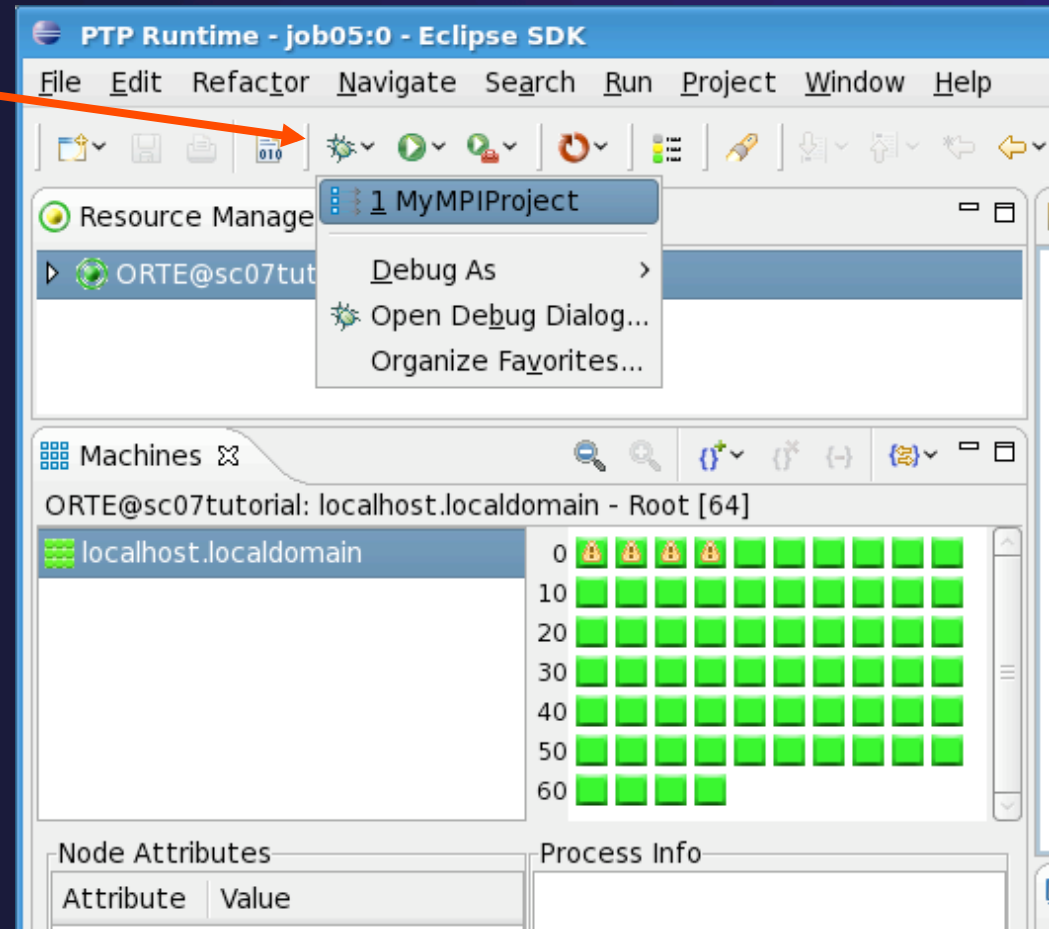 PTP Runtime - job05:0 - Eclipse SDK
File Edit Refactor Navigate Search Run Project Window Help
010
1 MyMPIProject
Resource Manage
Debug As
ORTE@sc07tut
Open Debug Dialog...
Organize Favorites...
Machines
ORTE@sc07tutorial: localhost.localdomain - Root [64]
localhost.localdomain
0
10
20
30
40
50
60
Node Attributes
Process Info
Attribute Value